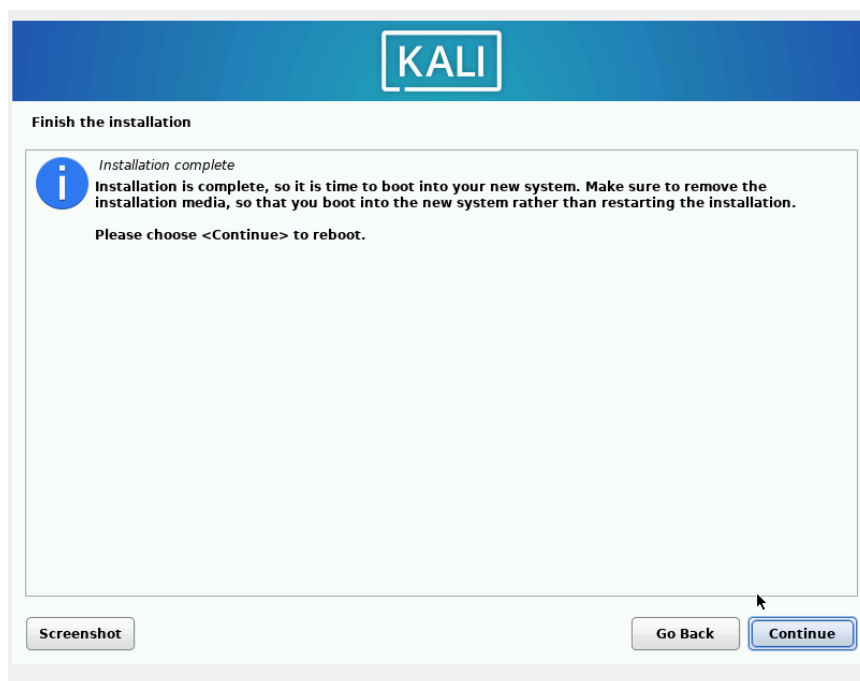 KALI
Finish the installation
i
Installation complete
Installation is complete, so it is time to boot into your new system. Make sure to remove the
installation media, so that you boot into the new system rather than restarting the installation.
Please choose <Continue> to reboot.
Screenshot
Go Back
Continue